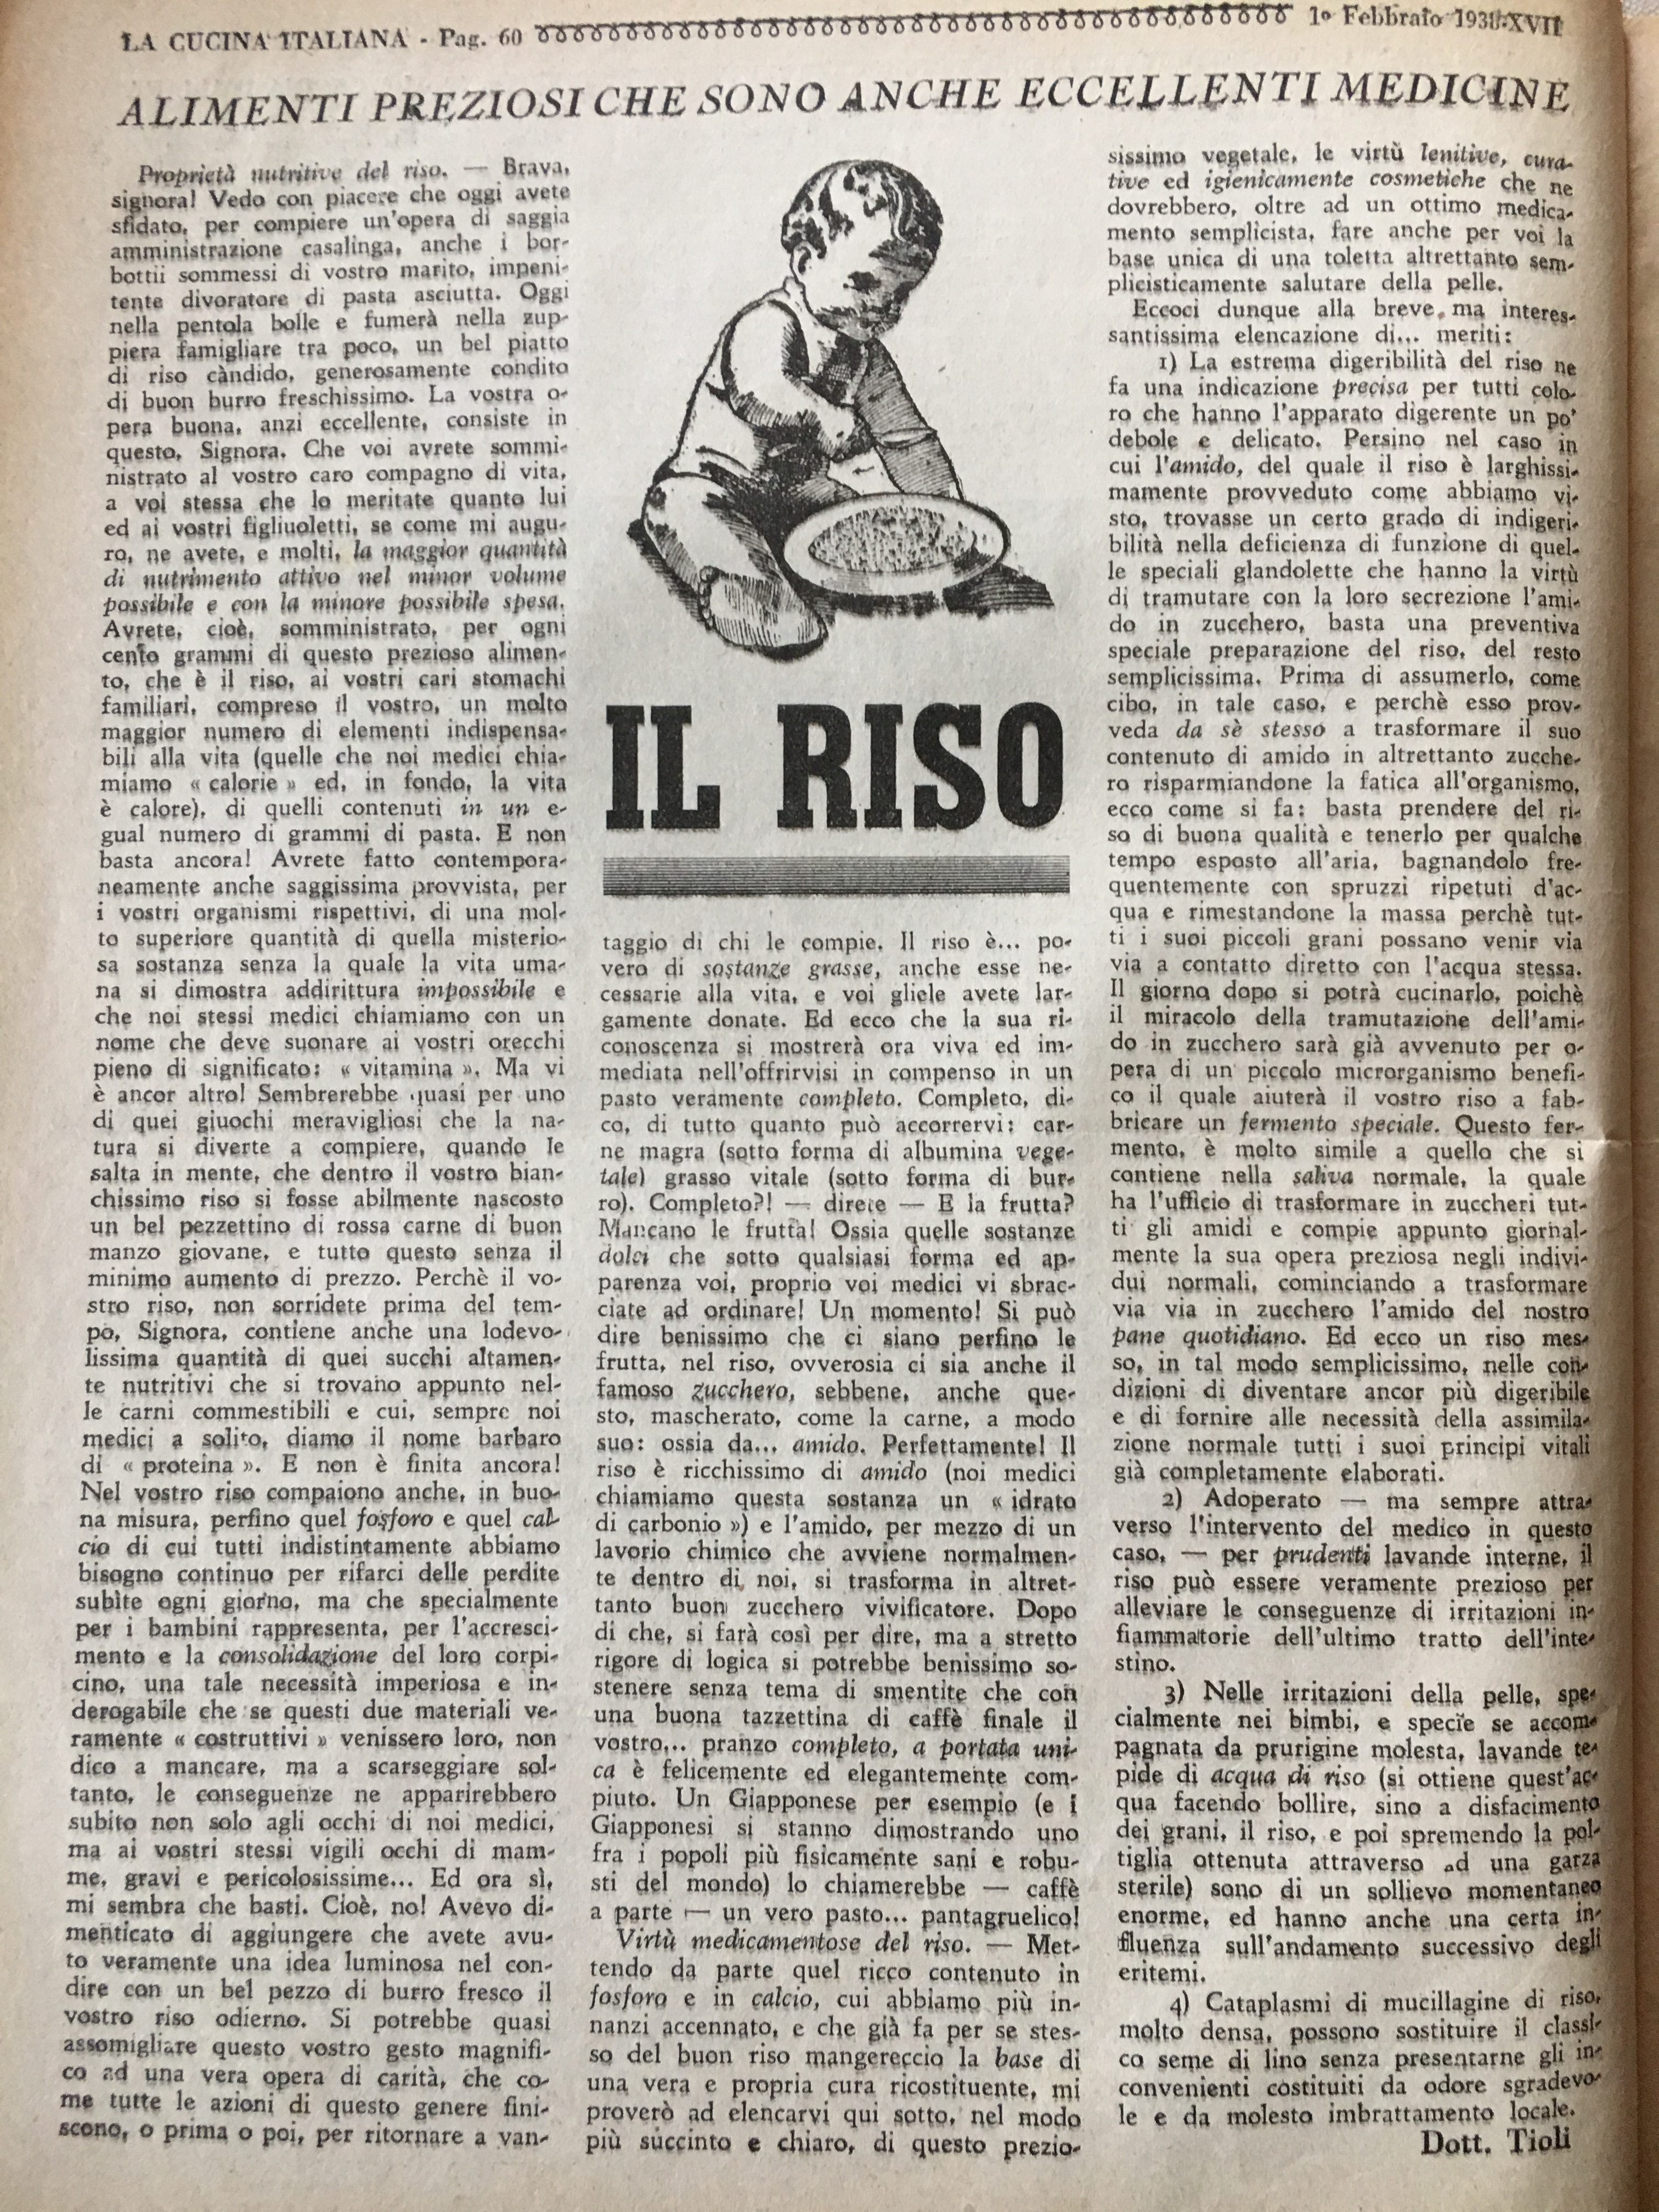 LA CUCINA ITALIANA - Pag. 60
1º Febbraio 1938-XVII
ALIMENTI PREZIOSI CHE SONO ANCHE ECCELLENTI MEDICINE
Proprietà nutritive del riso. — Brava,
signora! Vedo con piacere che oggi avete
sfidato, per compiere un'opera di saggia
amministrazione casalinga, anche i bor-
bottii sommessi di vostro marito, impeni-
tente divoratore di pasta asciutta. Oggi
nella pentola bolle e fumerà nella zup-
piera famigliare tra poco, un bel piatto
di riso càndido, generosamente condito
di buon burro freschissimo. La vostra o-
pera buona, anzi eccellente, consiste in
questo, Signora. Che voi avrete sommi-
nistrato al vostro caro compagno di vita,
a voi stessa che lo meritate quanto lui
ed ai vostri figliuoletti, se come mi augu-
ro, ne avete, e molti, la maggior quantità
di nutrimento attivo nel minor volume
possibile e con la minore possibile spesa.
Avrete, cioè, somministrato, per ogni
cento grammi di questo prezioso alimen-
to, che è il riso, ai vostri cari stomachi
familiari, compreso il vostro, un molto
maggior numero di elementi indispensa-
bili alla vita (quelle che noi medici chia-
miamo « calorie » ed, in fondo, la vita
è calore), di quelli contenuti in un e-
gual numero di grammi di pasta. E non
basta ancora! Avrete fatto contempora-
neamente anche saggissima provvista, per
i vostri organismi rispettivi, di una mol-
to superiore quantità di quella misterio-
sa sostanza senza la quale la vita uma-
na si dimostra addirittura impossibile e
che noi stessi medici chiamiamo con un
nome che deve suonare ai vostri orecchi
pieno di significato: « vitamina ». Ma vi
è ancor altro! Sembrerebbe quasi per uno
di quei giuochi meravigliosi che la na-
tura si diverte a compiere, quando le
salta in mente, che dentro il vostro bian-
chissimo riso si fosse abilmente nascosto
un bel pezzettino di rossa carne di buon
manzo giovane, e tutto questo senza il
minimo aumento di prezzo. Perchè il vo-
stro riso, non sorridete prima del tem-
po, Signora, contiene anche una lodevo-
lissima quantità di quei succhi altamen-
te nutritivi che si trovano appunto nel-
le carni commestibili e cui, sempre noi
medici a solito, diamo il nome barbaro
di « proteina ». E non è finita ancora!
Nel vostro riso compaiono anche, in buo-
na misura, perfino quel fosforo e quel cal-
cio di cui tutti indistintamente abbiamo
bisogno continuo per rifarci delle perdite
subìte ogni giorno, ma che specialmente
per i bambini rappresenta, per l'accresci-
mento e la consolidazione del loro corpi-
cino, una tale necessità imperiosa e in-
derogabile che se questi due materiali ve-
ramente « costruttivi » venissero loro, non
dico a mancare, ma a scarseggiare sol-
tanto, le conseguenze ne apparirebbero
subito non solo agli occhi di noi medici,
ma ai vostri stessi vigili occhi di mam-
me, gravi e pericolosissime... Ed ora sì,
mi sembra che basti. Cioè, no! Avevo di-
menticato di aggiungere che avete avu-
to veramente una idea luminosa nel con-
dire con un bel pezzo di burro fresco il
vostro riso odierno. Si potrebbe quasi
assomigliare questo vostro gesto magnifi-
co ad una vera opera di carità, che co-
me tutte le azioni di questo genere fini-
scono, o prima o poi, per ritornare a van-
IL RISO
taggio di chi le compie. Il riso è... po-
vero di sostanze grasse, anche esse ne-
cessarie alla vita, e voi gliele avete lar-
gamente donate. Ed ecco che la sua ri-
conoscenza si mostrerà ora viva ed im-
mediata nell'offrirvisi in compenso in un
pasto veramente completo. Completo, di-
co, di tutto quanto può accorrervi: car-
ne magra (sotto forma di albumina vege-
tale) grasso vitale (sotto forma di bur-
ro). Completo?! — direte — E la frutta?
Mancano le frutta! Ossia quelle sostanze
dolci che sotto qualsiasi forma ed ap-
parenza voi, proprio voi medici vi sbrac-
ciate ad ordinare! Un momento! Si può
dire benissimo che ci siano perfino le
frutta, nel riso, ovverosia ci sia anche il
famoso zucchero, sebbene, anche que-
sto, mascherato, come la carne, a modo
suo: ossia da... amido. Perfettamente! Il
riso è ricchissimo di amido (noi medici
chiamiamo questa sostanza un « idrato
di carbonio ») e l'amido, per mezzo di un
lavorio chimico che avviene normalmen-
te dentro di noi, si trasforma in altret-
tanto buon zucchero vivificatore. Dopo
di che, si farà così per dire, ma a stretto
rigore di logica si potrebbe benissimo so-
stenere senza tema di smentite che con
una buona tazzettina di caffè finale il
vostro... pranzo completo, a portata uni-
ca è felicemente ed elegantemente com-
piuto. Un Giapponese per esempio (e i
Giapponesi si stanno dimostrando uno
fra i popoli più fisicamente sani e robu-
sti del mondo) lo chiamerebbe — caffè
a parte — un vero pasto... pantagruelico!
Virtù medicamentose del riso. — Met-
tendo da parte quel ricco contenuto in
fosforo e in calcio, cui abbiamo più in-
nanzi accennato, e che già fa per se stes-
so del buon riso mangereccio la base di
una vera e propria cura ricostituente, mi
proverò ad elencarvi qui sotto, nel modo
più succinto e chiaro, di questo prezio-
sissimo vegetale, le virtù lenitive, cura-
tive ed igienicamente cosmetiche che ne
dovrebbero, oltre ad un ottimo medica-
mento semplicista, fare anche per voi la
base unica di una toletta altrettanto sem-
plicisticamente salutare della pelle.
Eccoci dunque alla breve, ma interes-
santissima elencazione di... meriti:
1) La estrema digeribilità del riso ne
fa una indicazione precisa per tutti colo-
ro che hanno l'apparato digerente un po'
debole e delicato. Persino nel caso in
cui l'amido, del quale il riso è larghissi-
mamente provveduto come abbiamo vi-
sto, trovasse un certo grado di indigeri-
bilità nella deficienza di funzione di quel-
le speciali glandolette che hanno la virtù
di tramutare con la loro secrezione l'ami-
do in zucchero, basta una preventiva
speciale preparazione del riso, del resto
semplicissima. Prima di assumerlo, come
cibo, in tale caso, e perchè esso prov-
veda da sè stesso a trasformare il suo
contenuto di amido in altrettanto zucche-
ro risparmiandone la fatica all'organismo,
ecco come si fa: basta prendere del ri-
so di buona qualità e tenerlo per qualche
tempo esposto all'aria, bagnandolo fre-
quentemente con spruzzi ripetuti d'ac-
qua e rimestandone la massa perchè tut-
ti i suoi piccoli grani possano venir via
via a contatto diretto con l'acqua stessa.
Il giorno dopo si potrà cucinarlo, poichè
il miracolo della tramutazione dell'ami-
do in zucchero sarà già avvenuto per o-
pera di un piccolo microrganismo benefi-
co il quale aiuterà il vostro riso a fab-
bricare un fermento speciale. Questo fer-
mento, è molto simile a quello che si
contiene nella saliva normale, la quale
ha l'ufficio di trasformare in zuccheri tut-
ti gli amidi e compie appunto giornal-
mente la sua opera preziosa negli indivi-
dui normali, cominciando a trasformare
via via in zucchero l'amido del nostro
pane quotidiano. Ed ecco un riso mes-
so, in tal modo semplicissimo, nelle con-
dizioni di diventare ancor più digeribile
e di fornire alle necessità della assimila-
zione normale tutti i suoi principi vitali
già completamente elaborati.
2) Adoperato — ma sempre attra-
verso l'intervento del medico in questo
caso, — per prudenti lavande interne, il
riso può essere veramente prezioso per
alleviare le conseguenze di irritazioni in-
fiammatorie dell'ultimo tratto dell'inte-
stino.
3) Nelle irritazioni della pelle, spe-
cialmente nei bimbi, e specie se accom-
pagnata da prurigine molesta, lavande te-
pide di acqua di riso (si ottiene quest'ac-
qua facendo bollire, sino a disfacimento
dei grani, il riso, e poi spremendo la pol-
tiglia ottenuta attraverso ad una garza
sterile) sono di un sollievo momentaneo
enorme, ed hanno anche una certa in-
fluenza sull'andamento successivo degli
eritemi.
4) Cataplasmi di mucillagine di riso,
molto densa, possono sostituire il classi-
co seme di lino senza presentarne gli in-
convenienti costituiti da odore sgradevo-
le e da molesto imbrattamento locale.
Dott. Tioli